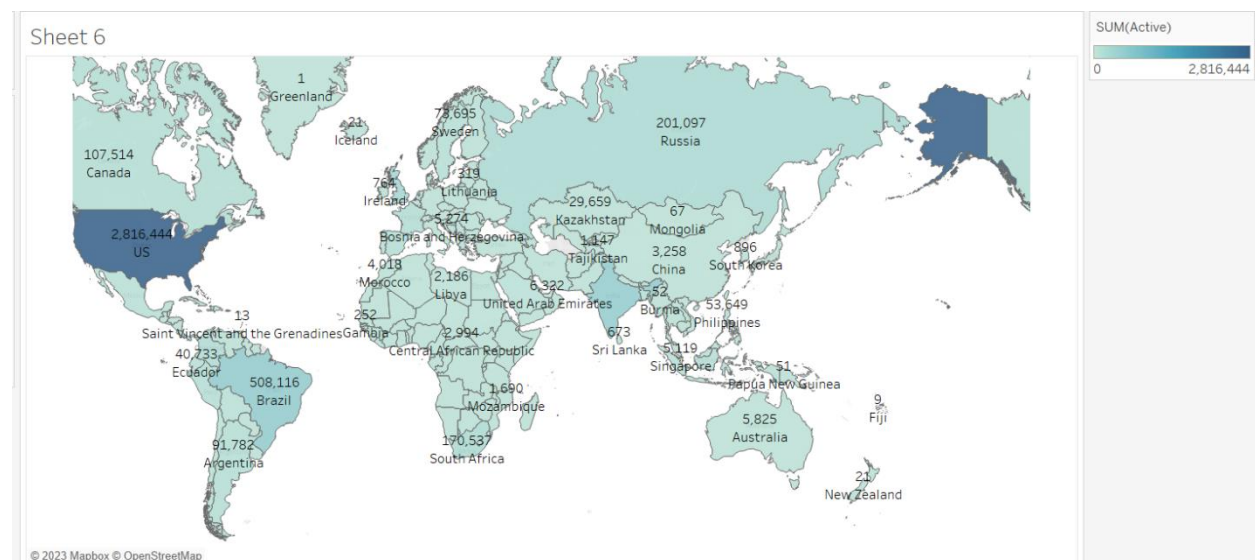 Sheet 6
SUM(Active)
0 2,816,444
1
Greenland
21
Iceland
73,695
Sweden
201,097
Russia
107,514
Canada
764
Ireland
319
Lithuania
29,659
Kazakhstan
67
Mongolia
2,816,444
US
5,274
Bosnia and Herzegovina
1,147
Tajikistan
3,258
China
896
South Korea
4,018
Morocco
2,186
Libya
6,322
United Arab Emirates
52
Burma
53,649
Philippines
13
Saint Vincent and the Grenadines
252
Gambia
2,994
Central African Republic
673
Sri Lanka
5,119
Singapore
40,733
Ecuador
51
Papua New Guinea
508,116
Brazil
1,690
Mozambique
9
Fiji
5,825
Australia
91,782
Argentina
170,537
South Africa
21
New Zealand
© 2023 Mapbox © OpenStreetMap